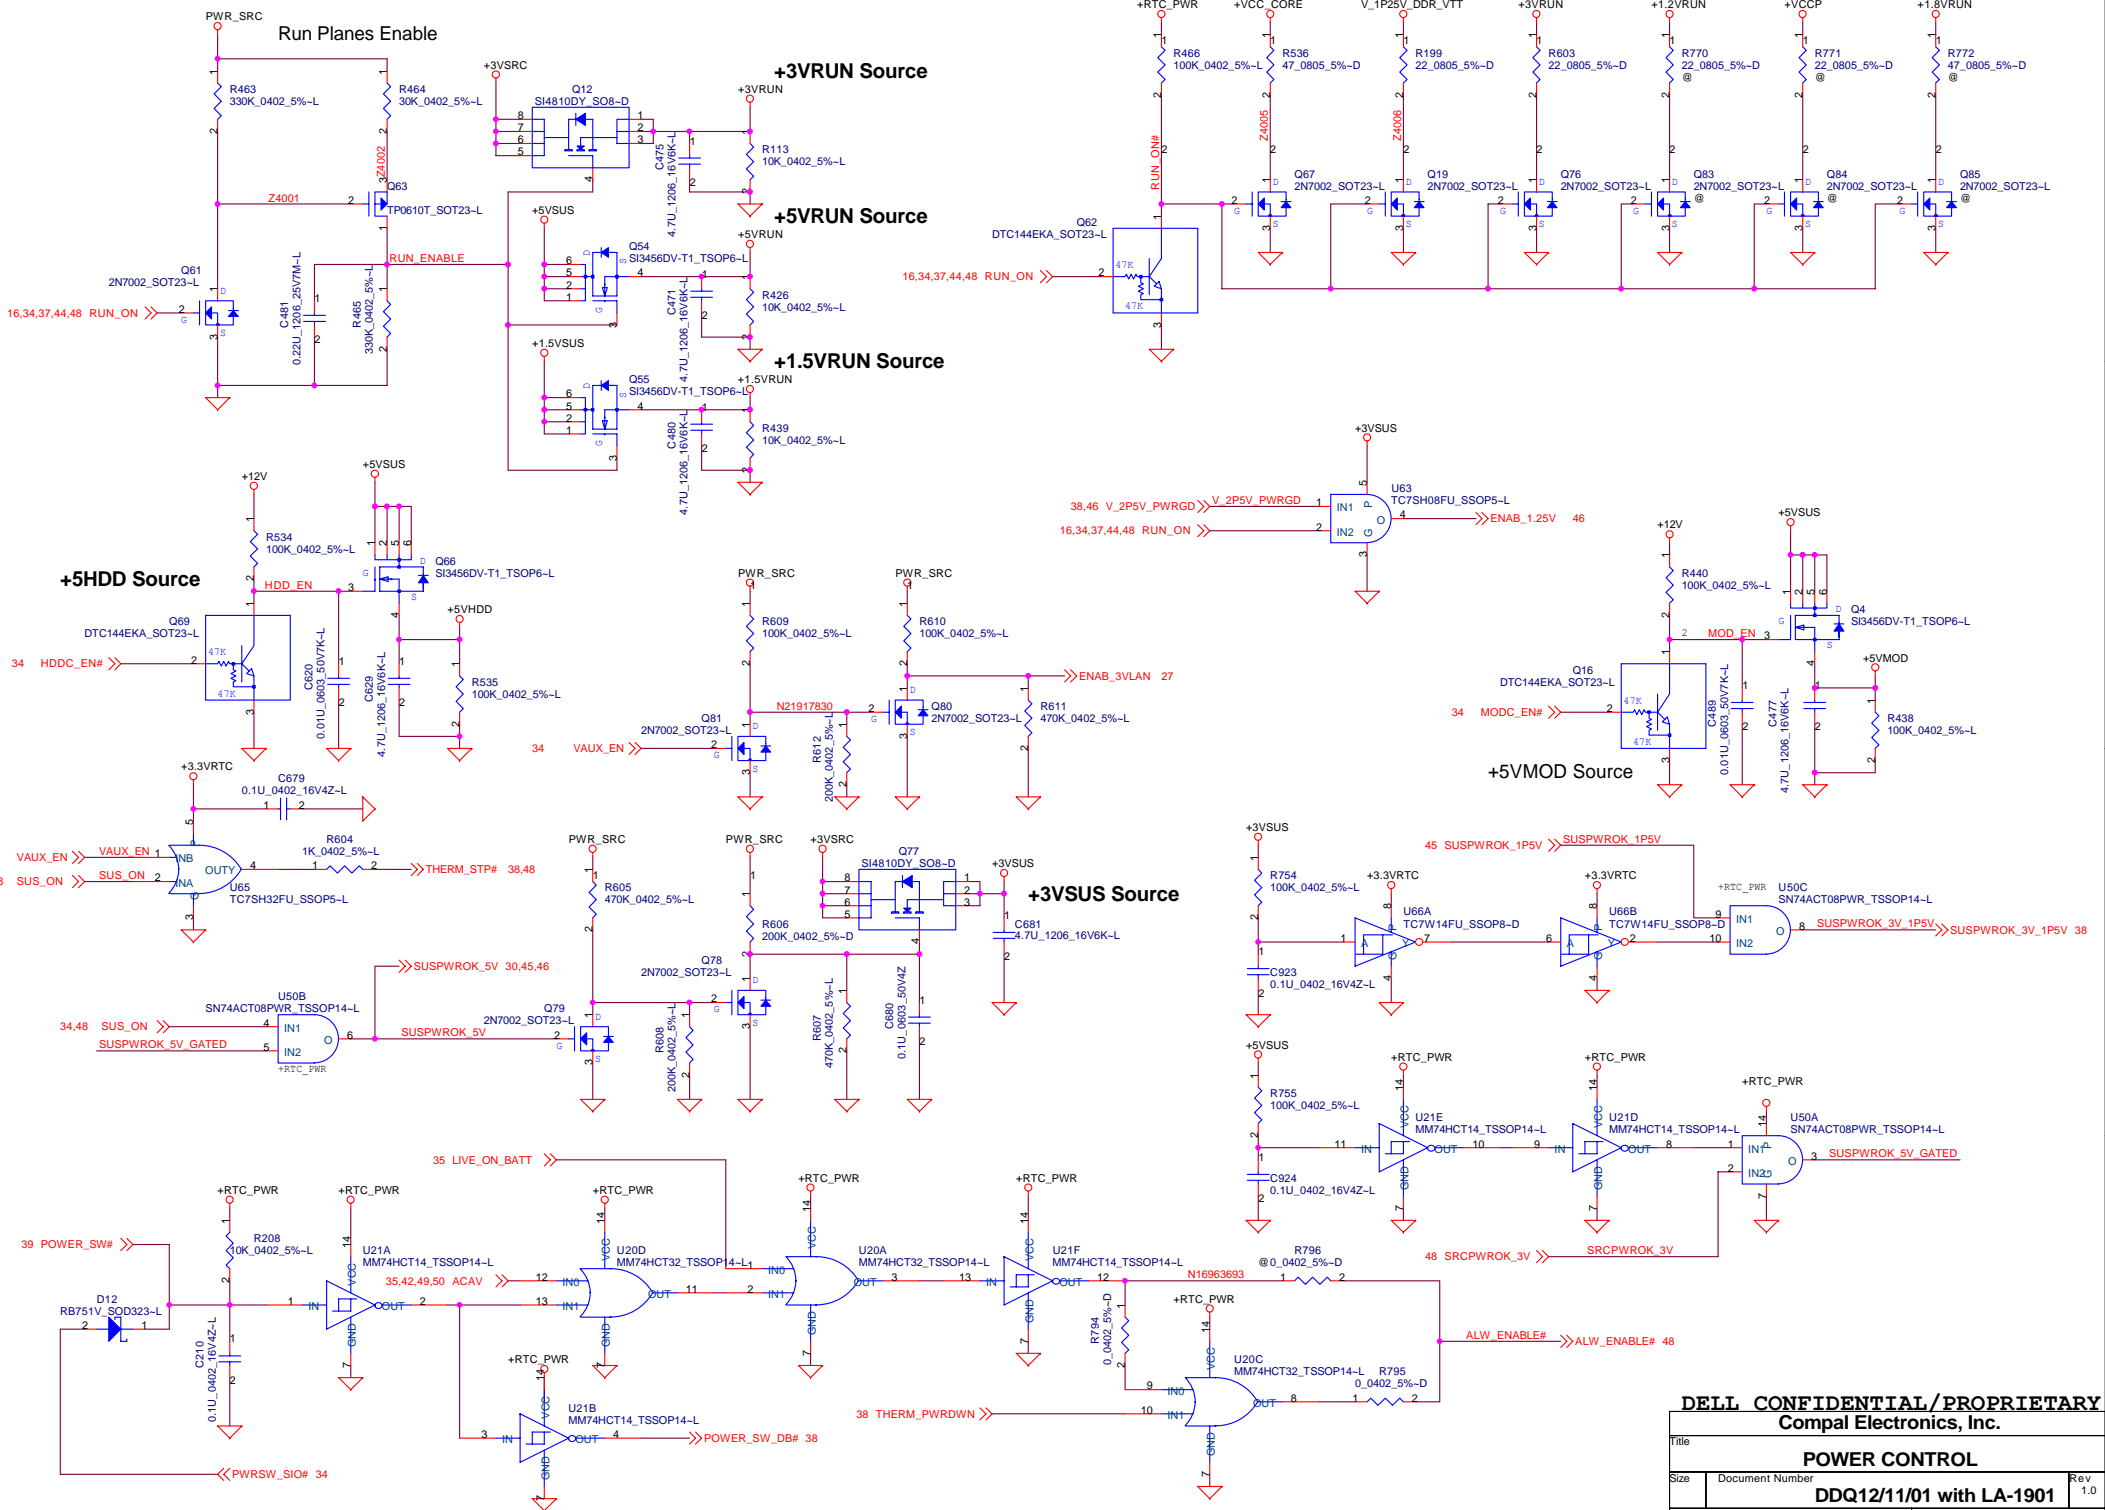 PWR_SRC
Run Planes Enable
R463
330K_0402_5%~L
R464
30K_0402_5%~L
Z4002
Z4001
Q63
TP0610T_SOT23~L
RUN_ENABLE
Q61
2N7002_SOT23~L
16,34,37,44,48 RUN_ON
C481
0.22U_1206_25V7M~L
R465
330K_0402_5%~L
+3VSRC
Q12
SI4810DY_SO8~D
+3VRUN Source
+3VRUN
C475
4.7U_1206_16V6K~L
R113
10K_0402_5%~L
+5VSUS
+5VRUN Source
+5VRUN
Q54
SI3456DV-T1_TSOP6~L
C471
4.7U_1206_16V6K~L
R426
10K_0402_5%~L
+1.5VSUS
+1.5VRUN Source
+1.5VRUN
Q55
SI3456DV-T1_TSOP6~L
C480
4.7U_1206_16V6K~L
R439
10K_0402_5%~L
+RTC_PWR
+VCC_CORE
V_1P25V_DDR_VTT
+3VRUN
+1.2VRUN
+VCCP
+1.8VRUN
R466
100K_0402_5%~L
R536
47_0805_5%~D
R199
22_0805_5%~D
R603
22_0805_5%~D
R770
22_0805_5%~D
@
R771
22_0805_5%~D
@
R772
47_0805_5%~D
@
RUN_ON#
Z4005
Z4006
Q67
2N7002_SOT23~L
Q19
2N7002_SOT23~L
Q76
2N7002_SOT23~L
Q83
2N7002_SOT23~L
@
Q84
2N7002_SOT23~L
@
Q85
2N7002_SOT23~L
@
Q62
DTC144EKA_SOT23~L
47K
47K
16,34,37,44,48 RUN_ON
+12V
+5VSUS
R534
100K_0402_5%~L
Q66
SI3456DV-T1_TSOP6~L
+5HDD Source
HDD_EN
Q69
DTC144EKA_SOT23~L
47K
47K
34 HDDC_EN#
C620
0.01U_0603_50V7K~L
C629
4.7U_1206_16V6K~L
+5VHDD
R535
100K_0402_5%~L
+3VSUS
U63
TC7SH08FU_SSOP5~L
38,46 V_2P5V_PWRGD
V_2P5V_PWRGD
16,34,37,44,48 RUN_ON
IN1
IN2
P
G
O
ENAB_1.25V 46
PWR_SRC
PWR_SRC
R609
100K_0402_5%~L
R610
100K_0402_5%~L
ENAB_3VLAN 27
N21917830
Q81
2N7002_SOT23~L
34 VAUX_EN
R612
200K_0402_5%~L
Q80
2N7002_SOT23~L
R611
470K_0402_5%~L
+12V
+5VSUS
R440
100K_0402_5%~L
Q4
SI3456DV-T1_TSOP6~L
MOD_EN
Q16
DTC144EKA_SOT23~L
47K
47K
34 MODC_EN#
C489
0.01U_0603_50V7K~L
C477
4.7U_1206_16V6K~L
+5VMOD
R438
100K_0402_5%~L
+5VMOD Source
+3.3VRTC
C679
0.1U_0402_16V4Z~L
VAUX_EN
VAUX_EN
SUS_ON
SUS_ON
INB
INA
OUTY
U65
TC7SH32FU_SSOP5~L
R604
1K_0402_5%~L
THERM_STP# 38,48
PWR_SRC
PWR_SRC
+3VSRC
R605
470K_0402_5%~L
R606
200K_0402_5%~D
Q77
SI4810DY_SO8~D
+3VSUS
+3VSUS Source
C681
4.7U_1206_16V6K~L
SUSPWROK_5V 30,45,46
U50B
SN74ACT08PWR_TSSOP14~L
34,48 SUS_ON
SUSPWROK_5V_GATED
IN1
IN2
O
+RTC_PWR
SUSPWROK_5V
Q79
2N7002_SOT23~L
Q78
2N7002_SOT23~L
R608
200K_0402_5%~L
R607
470K_0402_5%~L
C680
0.1U_0603_50V4Z
+3VSUS
R754
100K_0402_5%~L
C923
0.1U_0402_16V4Z~L
+3.3VRTC
U66A
TC7W14FU_SSOP8~D
+3.3VRTC
U66B
TC7W14FU_SSOP8~D
45 SUSPWROK_1P5V
SUSPWROK_1P5V
+RTC_PWR
U50C
SN74ACT08PWR_TSSOP14~L
IN1
IN2
O
SUSPWROK_3V_1P5V
SUSPWROK_3V_1P5V 38
+5VSUS
R755
100K_0402_5%~L
C924
0.1U_0402_16V4Z~L
+RTC_PWR
U21E
MM74HCT14_TSSOP14~L
+RTC_PWR
U21D
MM74HCT14_TSSOP14~L
+RTC_PWR
U50A
SN74ACT08PWR_TSSOP14~L
SUSPWROK_5V_GATED
48 SRCPWROK_3V
SRCPWROK_3V
35 LIVE_ON_BATT
39 POWER_SW#
+RTC_PWR
R208
10K_0402_5%~L
D12
RB751V_SOD323~L
C210
0.1U_0402_16V4Z~L
PWRSW_SIO# 34
+RTC_PWR
U21A
MM74HCT14_TSSOP14~L
35,42,49,50 ACAV
+RTC_PWR
U20D
MM74HCT32_TSSOP14~L
+RTC_PWR
U20A
MM74HCT32_TSSOP14~L
+RTC_PWR
U21F
MM74HCT14_TSSOP14~L
+RTC_PWR
U21B
MM74HCT14_TSSOP14~L
POWER_SW_DB# 38
N16963693
R796
@0_0402_5%~D
R794
0_0402_5%~D
+RTC_PWR
U20C
MM74HCT32_TSSOP14~L
38 THERM_PWRDWN
R795
0_0402_5%~D
ALW_ENABLE#
ALW_ENABLE# 48
DELL CONFIDENTIAL/PROPRIETARY
Compal Electronics, Inc.
Title
POWER CONTROL
Size
Document Number
Rev
DDQ12/11/01 with LA-1901
1.0